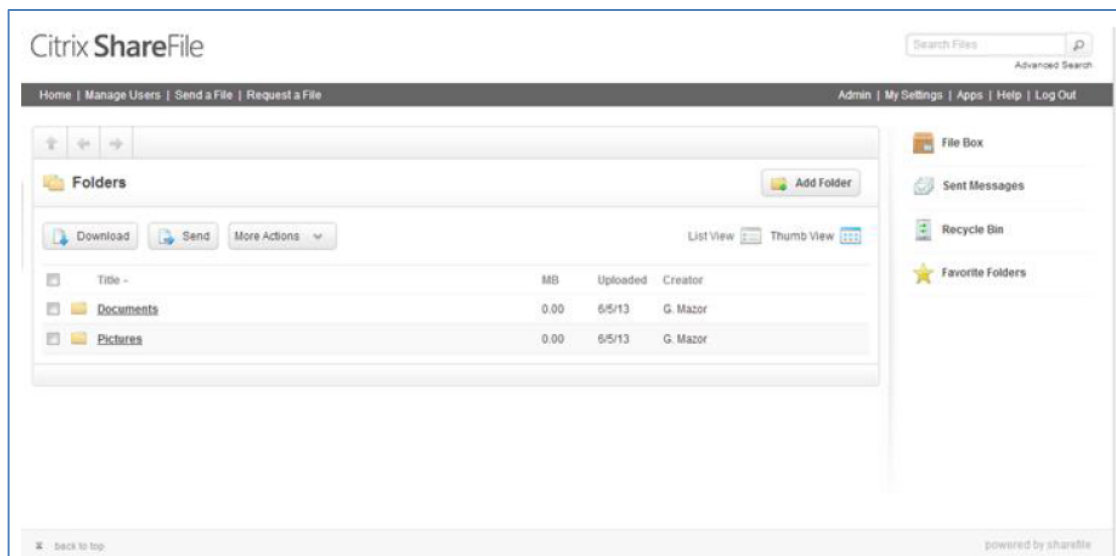 Citrix ShareFile
Search Files
Advanced Search
Home | Manage Users | Send a File | Request a File
Admin | My Settings | Apps | Help | Log Out
File Box
Folders
Add Folder
Sent Messages
Download Send More Actions
List View Thumb View
Recycle Bin
Title MB Uploaded Creator
Favorite Folders
Documents 0.00 6/5/13 G. Mazor
Pictures 0.00 6/5/13 G. Mazor
back to top
powered by sharefile